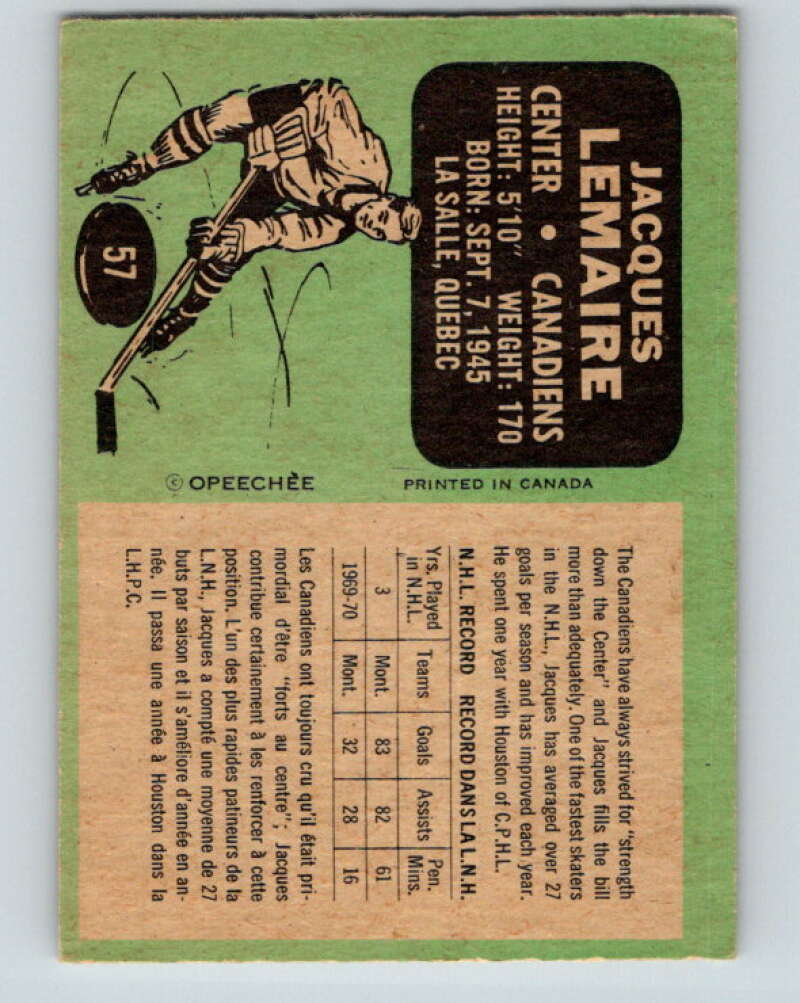 JACQUES
LEMAIRE
CENTER • CANADIENS
HEIGHT: 5'10" WEIGHT: 170
BORN: SEPT. 7, 1945
LA SALLE, QUEBEC
57
© OPEECHÈE
PRINTED IN CANADA
The Canadiens have always strived for "strength
down the Center" and Jacques fills the bill
more than adequately. One of the fastest skaters
in the N.H.L., Jacques has averaged over 27
goals per season and has improved each year.
He spent one year with Houston of C.P.H.L.
N.H.L. RECORD RECORD DANS LA L.N.H.
Yrs. Played in N.H.L. Teams Goals Assists Pen. Mins.
3 Mont. 83 82 61
1969-70 Mont. 32 28 16
Les Canadiens ont toujours cru qu'il était pri-
mordial d'être "forts au centre"; Jacques
contribue certainement à les renforcer à cette
position. L'un des plus rapides patineurs de la
L.N.H., Jacques a compté une moyenne de 27
buts par saison et il s'améliore d'année en an-
née. Il passa une année à Houston dans la
L.H.P.C.